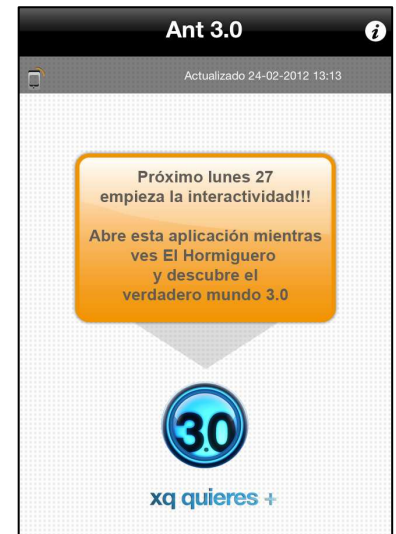 Ant 3.0
i
Actualizado 24-02-2012 13:13
Próximo lunes 27
empieza la interactividad!!!
Abre esta aplicación mientras
ves El Hormiguero
y descubre el
verdadero mundo 3.0
3.0
xq quieres +